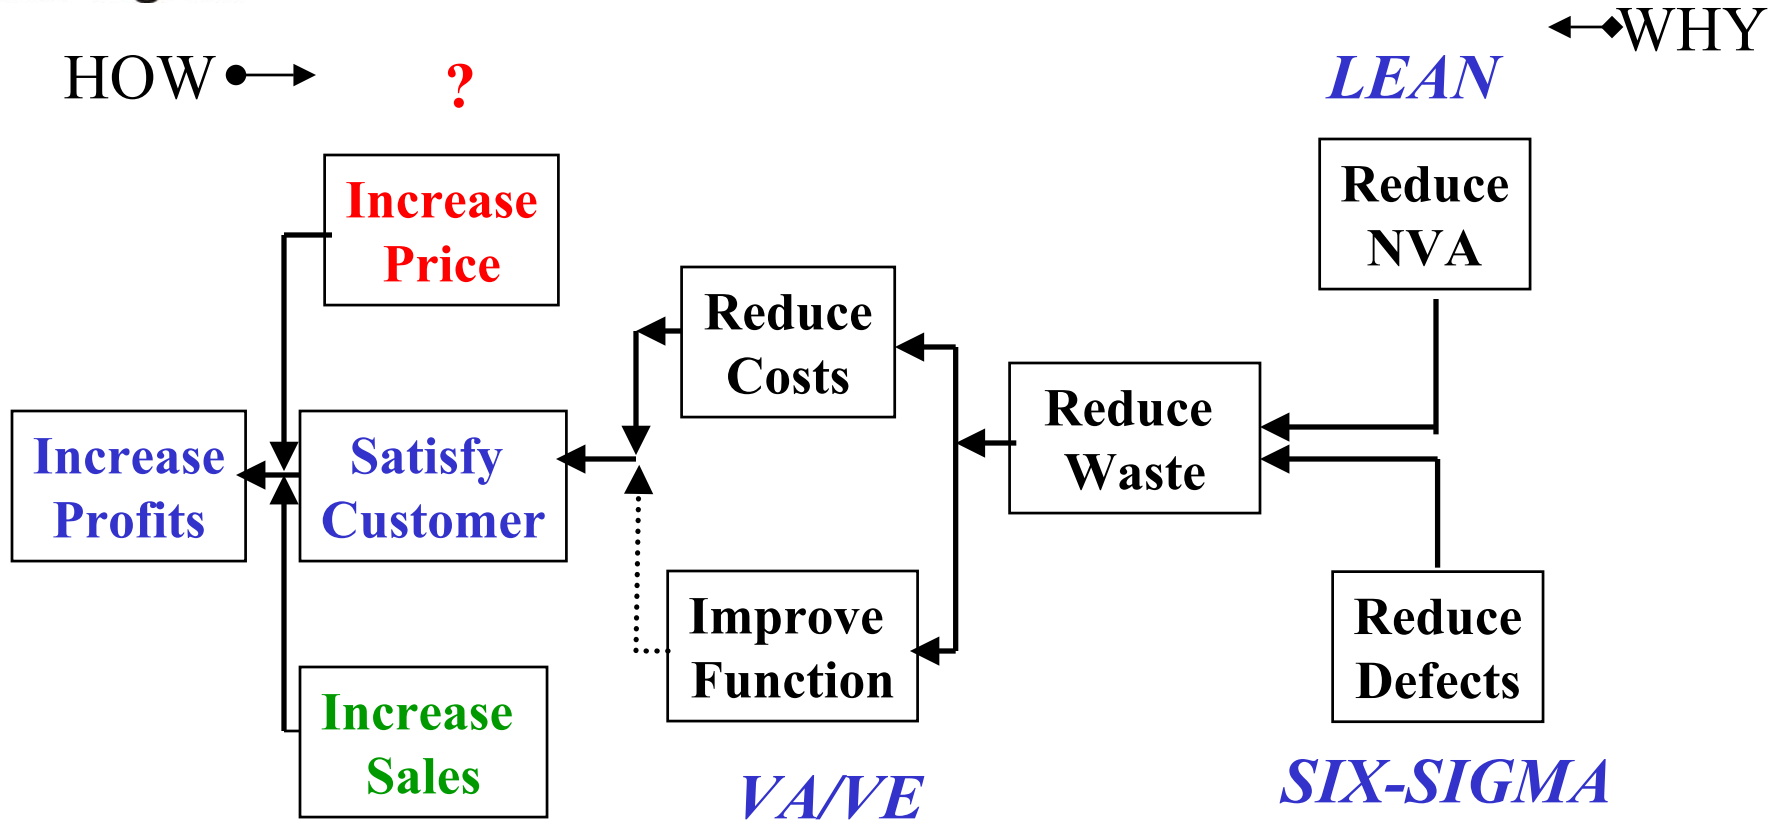 WHY
HOW
?
LEAN
Increase
Price
Reduce
NVA
Reduce
Costs
Reduce
Waste
Increase
Profits
Satisfy
Customer
Improve
Function
Reduce
Defects
Increase
Sales
VA/VE
SIX-SIGMA